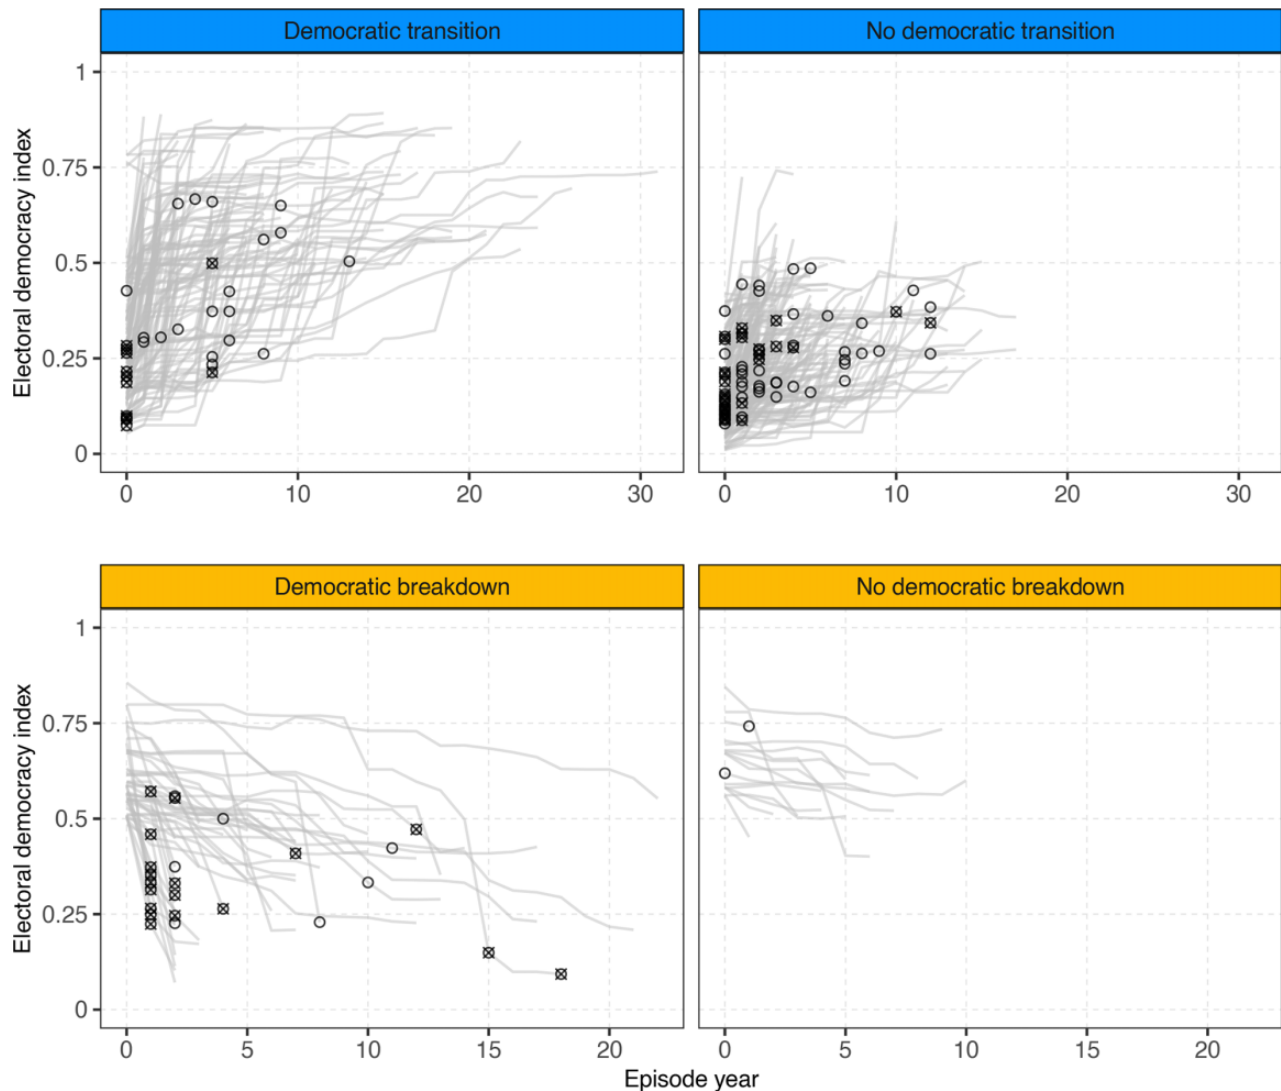 Democratic transition
No democratic transition
Electoral democracy index
1
0.75
0.5
0.25
0
0 10 20 30
0 10 20 30
Democratic breakdown
No democratic breakdown
Electoral democracy index
1
0.75
0.5
0.25
0
0 5 10 15 20
0 5 10 15 20
Episode year